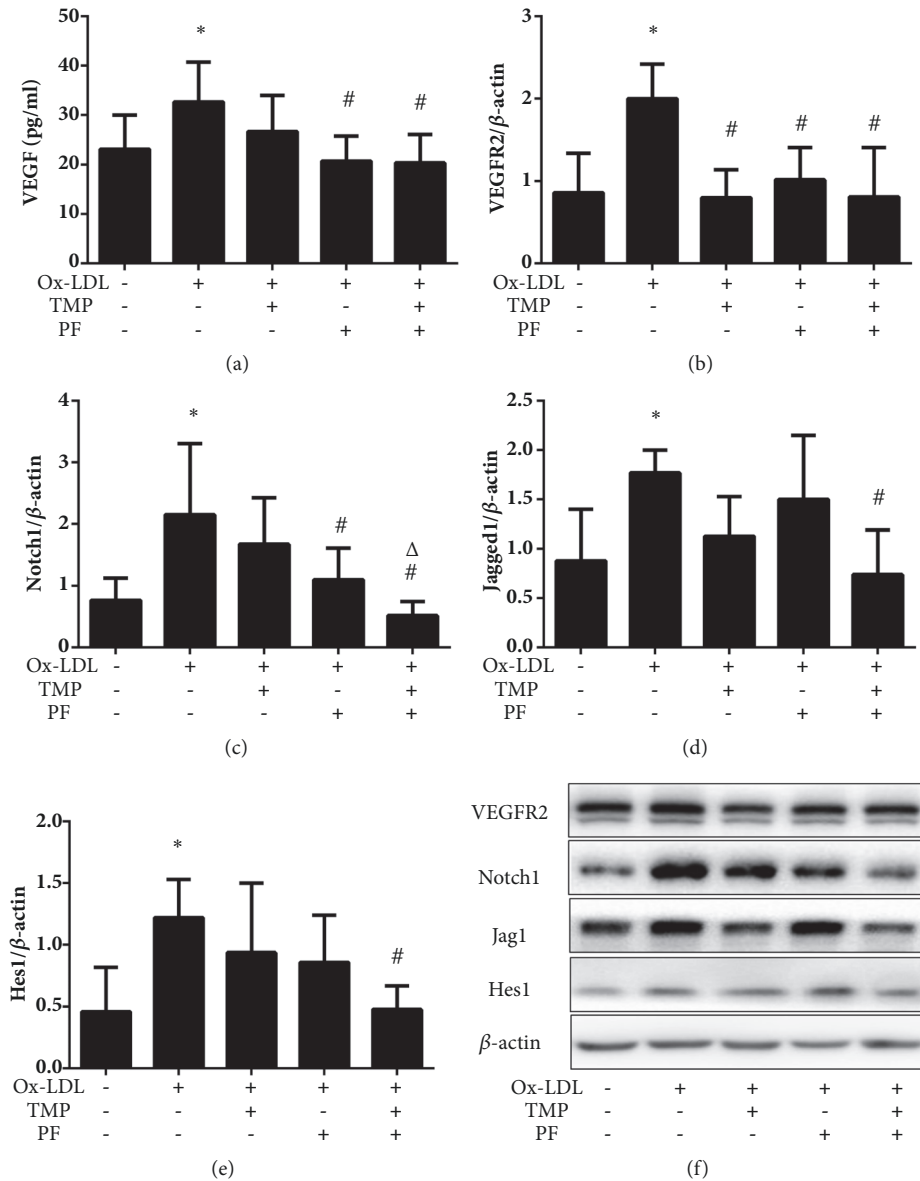 50
40
30
20
10
0
VEGF (pg/ml)
*
#
#
Ox-LDL - + + + +
TMP - - + - +
PF - - - + +
(a)
3
2
1
0
VEGFR2/β-actin
*
#
#
#
Ox-LDL - + + + +
TMP - - + - +
PF - - - + +
(b)
4
3
2
1
0
Notch1/β-actin
*
#
Δ
#
Ox-LDL - + + + +
TMP - - + - +
PF - - - + +
(c)
2.5
2.0
1.5
1.0
0.5
0.0
Jagged1/β-actin
*
#
Ox-LDL - + + + +
TMP - - + - +
PF - - - + +
(d)
2.0
1.5
1.0
0.5
0.0
Hes1/β-actin
*
#
Ox-LDL - + + + +
TMP - - + - +
PF - - - + +
(e)
VEGFR2
Notch1
Jag1
Hes1
β-actin
Ox-LDL - + + + +
TMP - - + - +
PF - - - + +
(f)